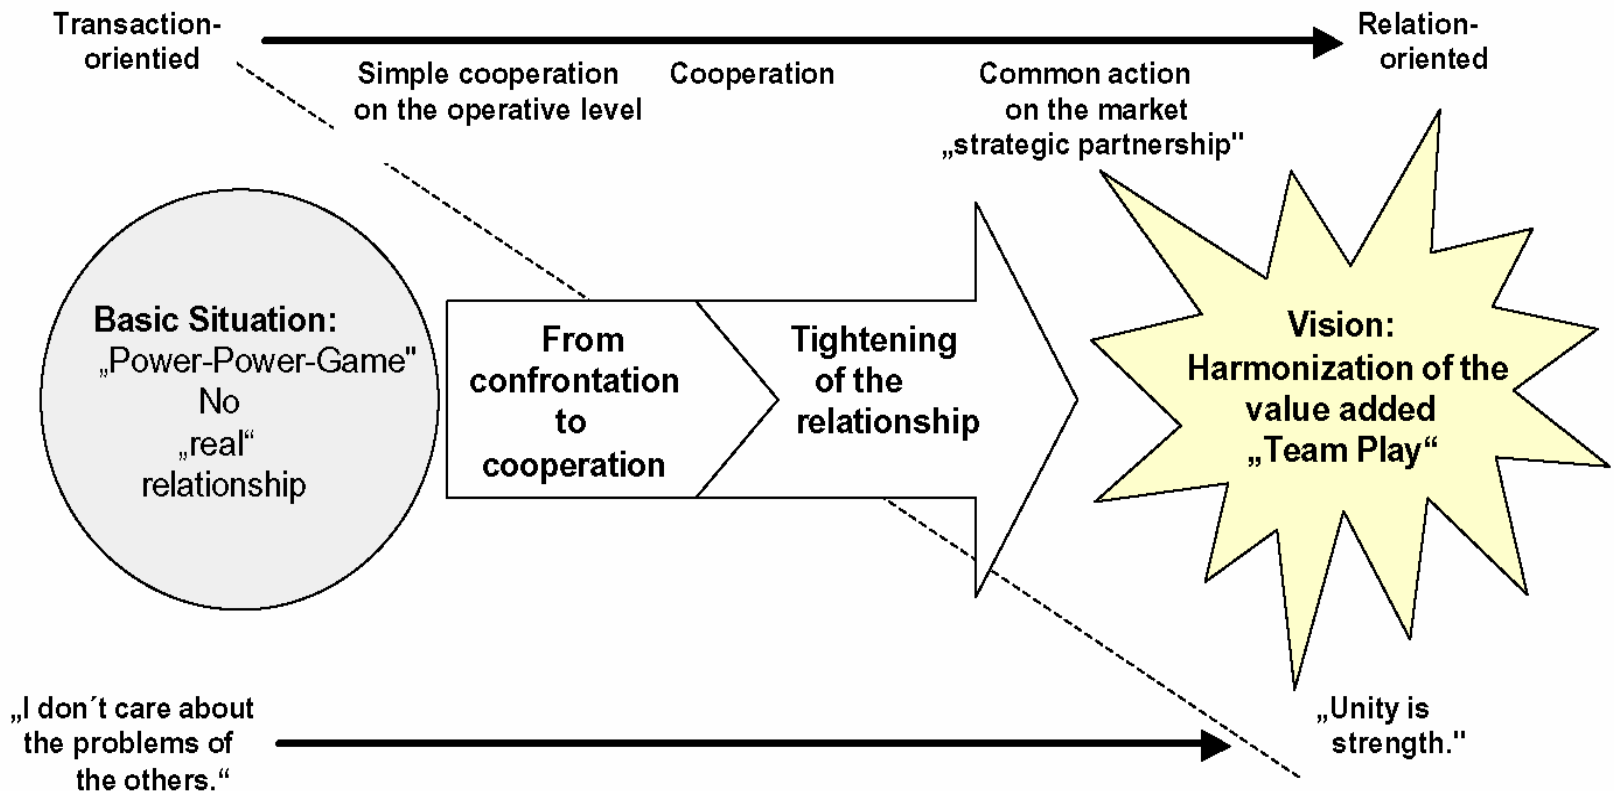 Transaction-
orientied
Relation-
oriented
Simple cooperation
on the operative level
Cooperation
Common action
on the market
„strategic partnership"
Basic Situation:
„Power-Power-Game"
No
„real“
relationship
From
confrontation
to
cooperation
Tightening
of the
relationship
Vision:
Harmonization of the
value added
„Team Play“
„I don´t care about
the problems of
the others.“
„Unity is
strength."